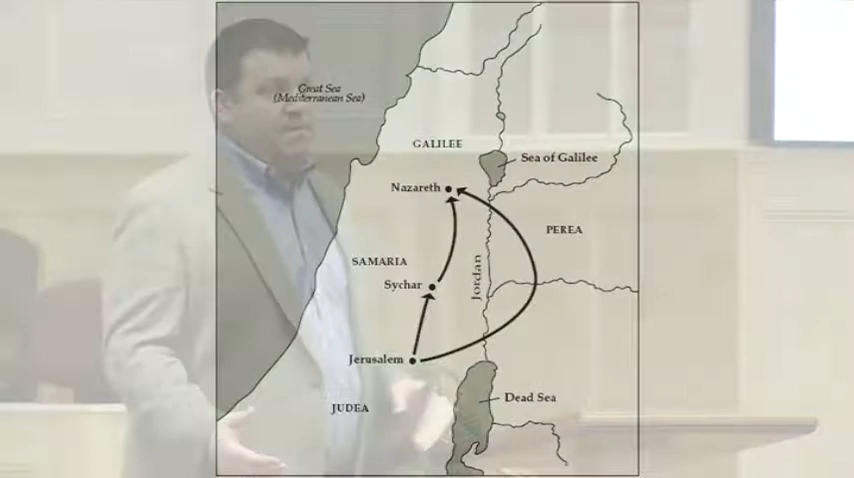 Great Sea
(Mediterranean Sea)
GALILEE
Sea of Galilee
Nazareth
PEREA
SAMARIA
Sychar
Jordan
Jerusalem
Dead Sea
JUDEA